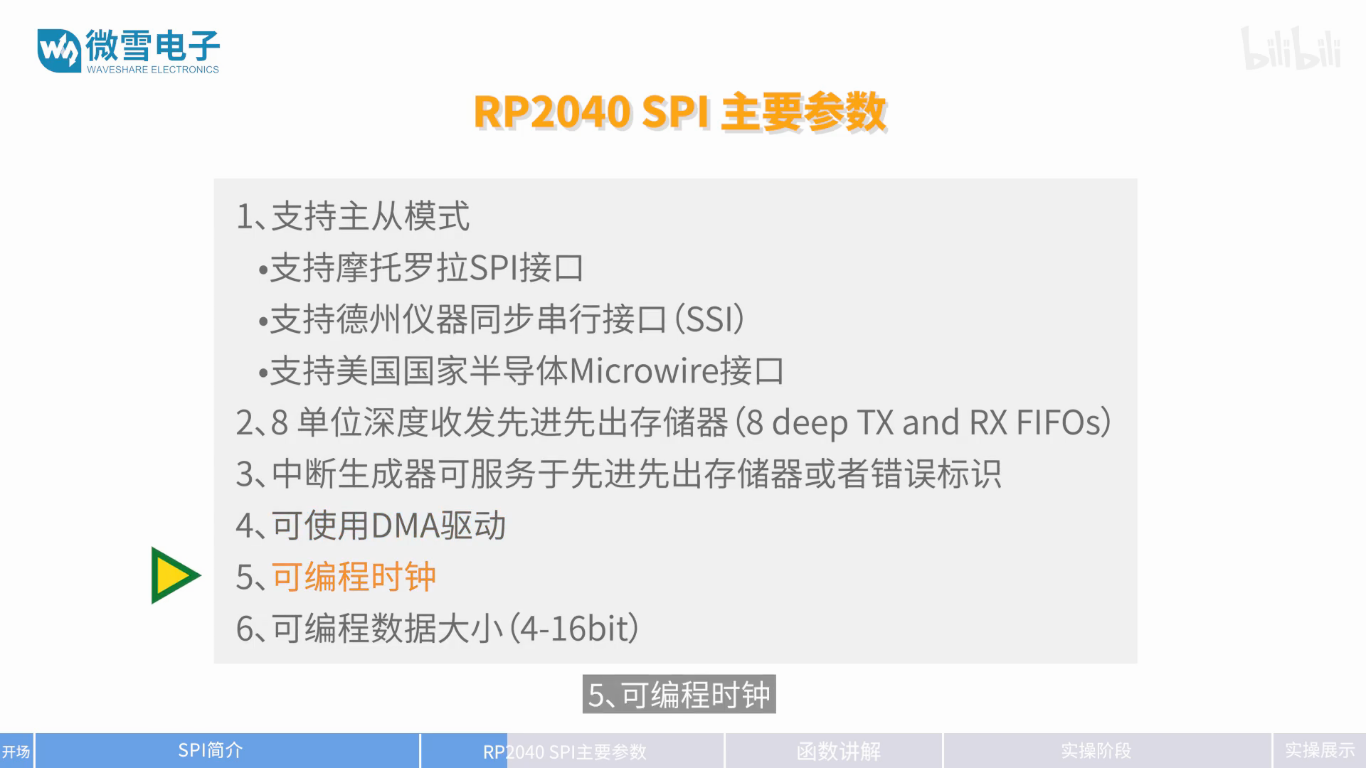 微雪电子
WAVESHARE ELECTRONICS
bilibili
RP2040 SPI 主要参数
1、支持主从模式
•支持摩托罗拉SPI接口
•支持德州仪器同步串行接口（SSI）
•支持美国国家半导体Microwire接口
2、8 单位深度收发先进先出存储器（8 deep TX and RX FIFOs）
3、中断生成器可服务于先进先出存储器或者错误标识
4、可使用DMA驱动
5、可编程时钟
6、可编程数据大小（4-16bit）
5、可编程时钟
开场 SPI简介 RP2040 SPI主要参数 函数讲解 实操阶段 实操展示